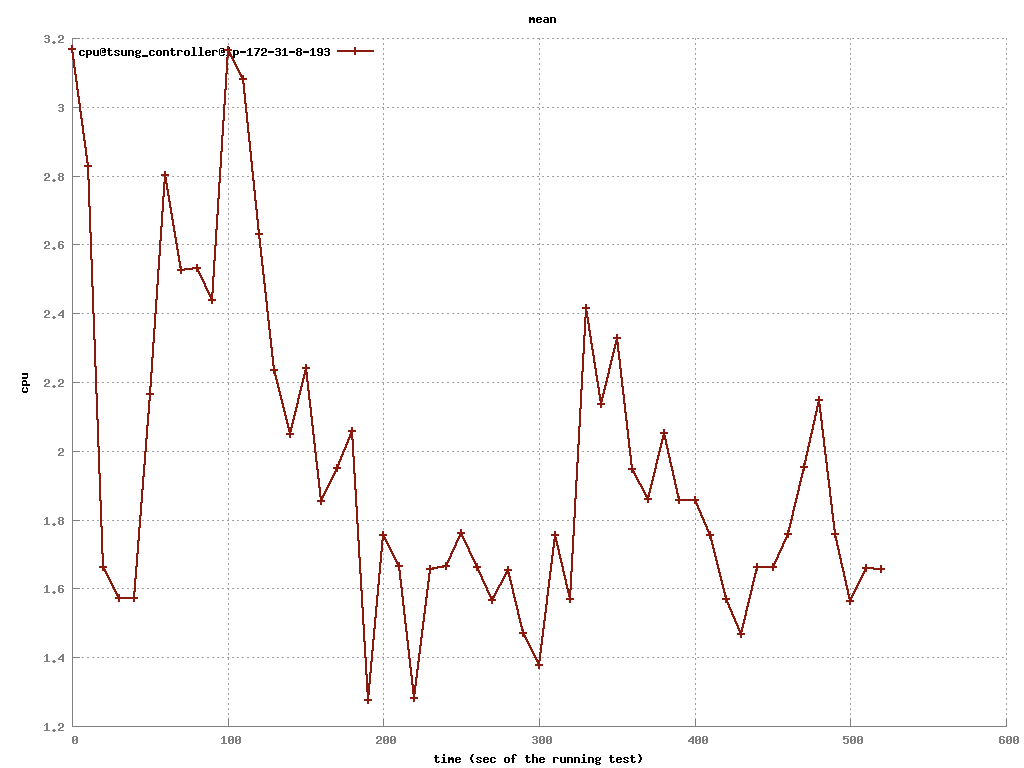 mean
3.2
cpu@tsung_controller@ip-172-31-8-193
3
2.8
2.6
2.4
2.2
cpu
2
1.8
1.6
1.4
1.2
0 100 200 300 400 500 600
time (sec of the running test)